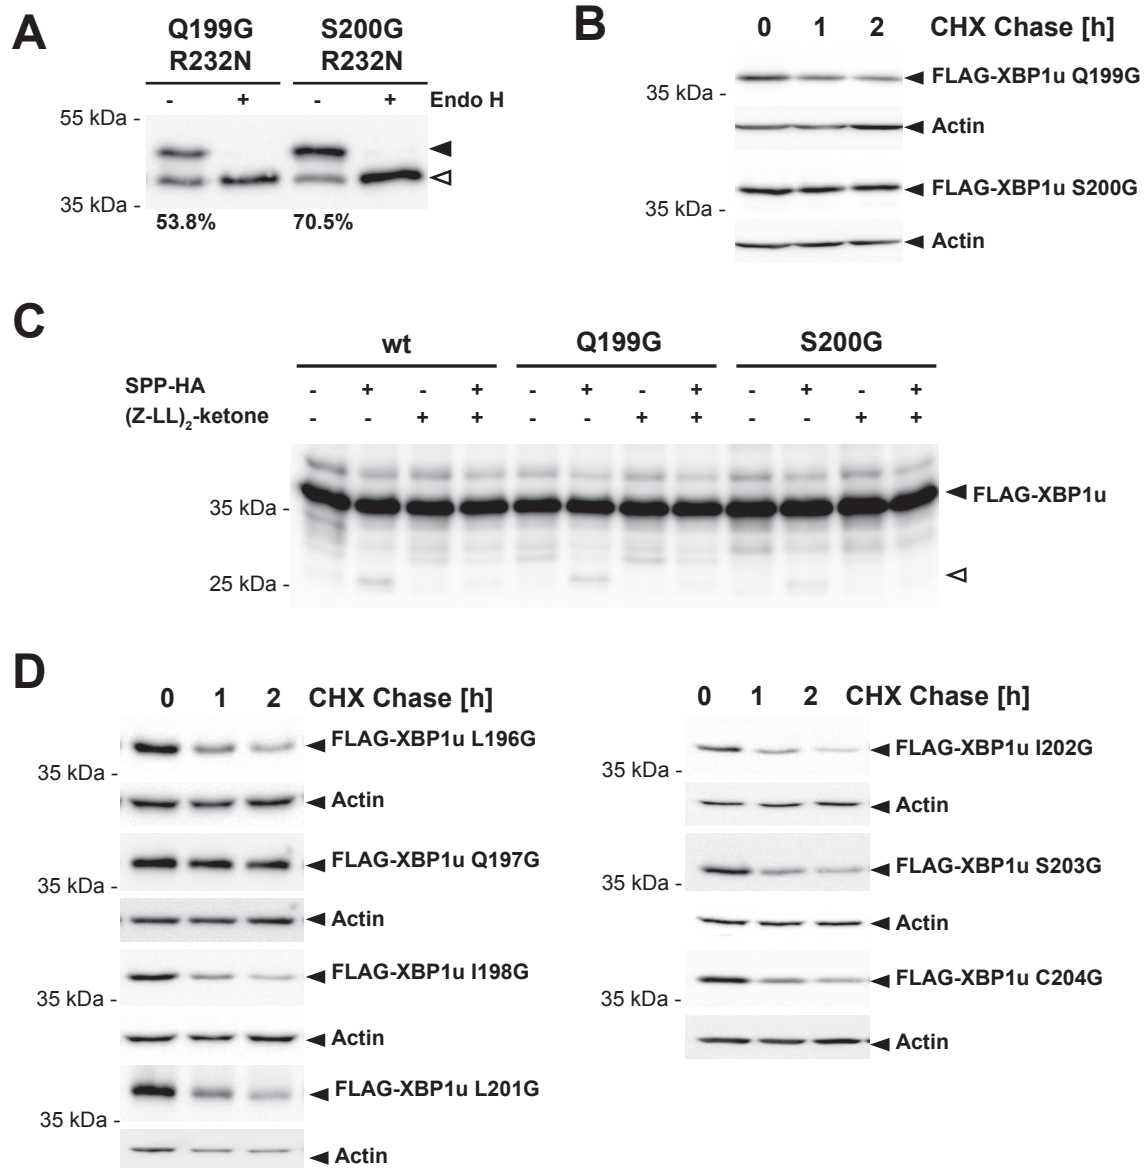 A
Q199G S200G
R232N R232N
- + - + Endo H
55 kDa -
35 kDa -
53.8% 70.5%
B
0 1 2 CHX Chase [h]
FLAG-XBP1u Q199G
35 kDa -
Actin
FLAG-XBP1u S200G
35 kDa -
Actin
C
wt Q199G S200G
SPP-HA - + - + - + - + - + - +
(Z-LL)2-ketone - - + + - - + + - - + +
FLAG-XBP1u
35 kDa -
25 kDa -
D
0 1 2 CHX Chase [h]
FLAG-XBP1u L196G
35 kDa -
Actin
FLAG-XBP1u Q197G
35 kDa -
Actin
FLAG-XBP1u I198G
35 kDa -
Actin
FLAG-XBP1u L201G
35 kDa -
Actin
0 1 2 CHX Chase [h]
FLAG-XBP1u I202G
35 kDa -
Actin
FLAG-XBP1u S203G
35 kDa -
Actin
FLAG-XBP1u C204G
35 kDa -
Actin